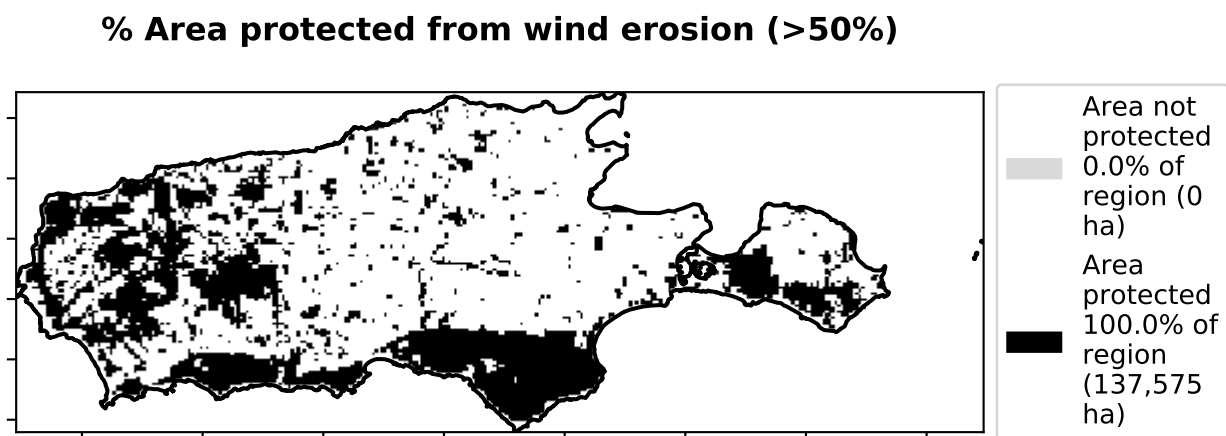 % Area protected from wind erosion (>50%)
Area not
protected
0.0% of
region (0
ha)
Area
protected
100.0% of
region
(137,575
ha)